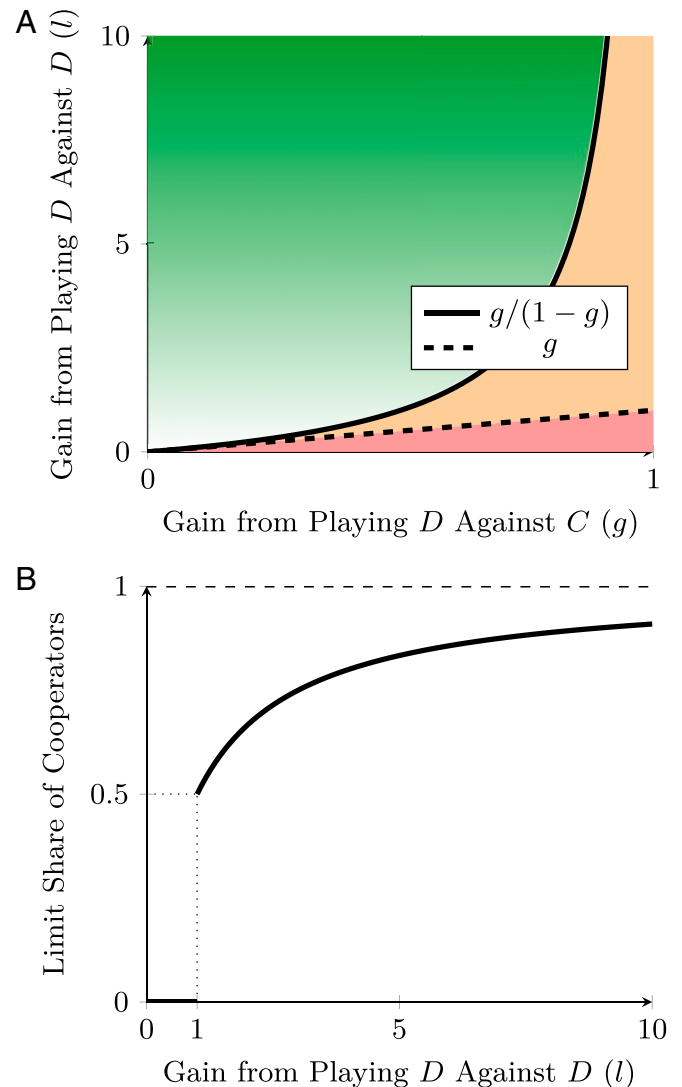 A
Gain from Playing D Against D (l)
10
5
0
g/(1 − g)
g
0
1
Gain from Playing D Against C (g)
B
Limit Share of Cooperators
1
0.5
0
0
1
5
10
Gain from Playing D Against D (l)